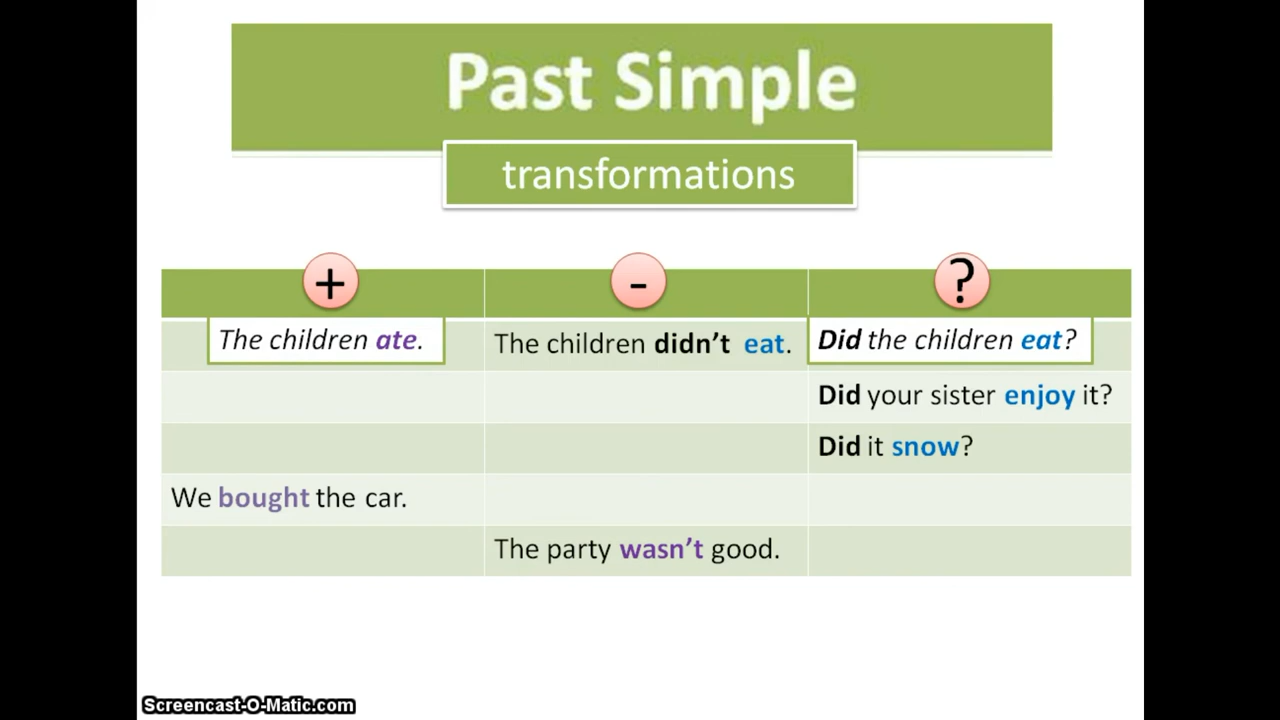 Past Simple
transformations
+ - ?
The children ate. The children didn’t eat. Did the children eat?
Did your sister enjoy it?
Did it snow?
We bought the car.
The party wasn’t good.
Screencast-O-Matic.com